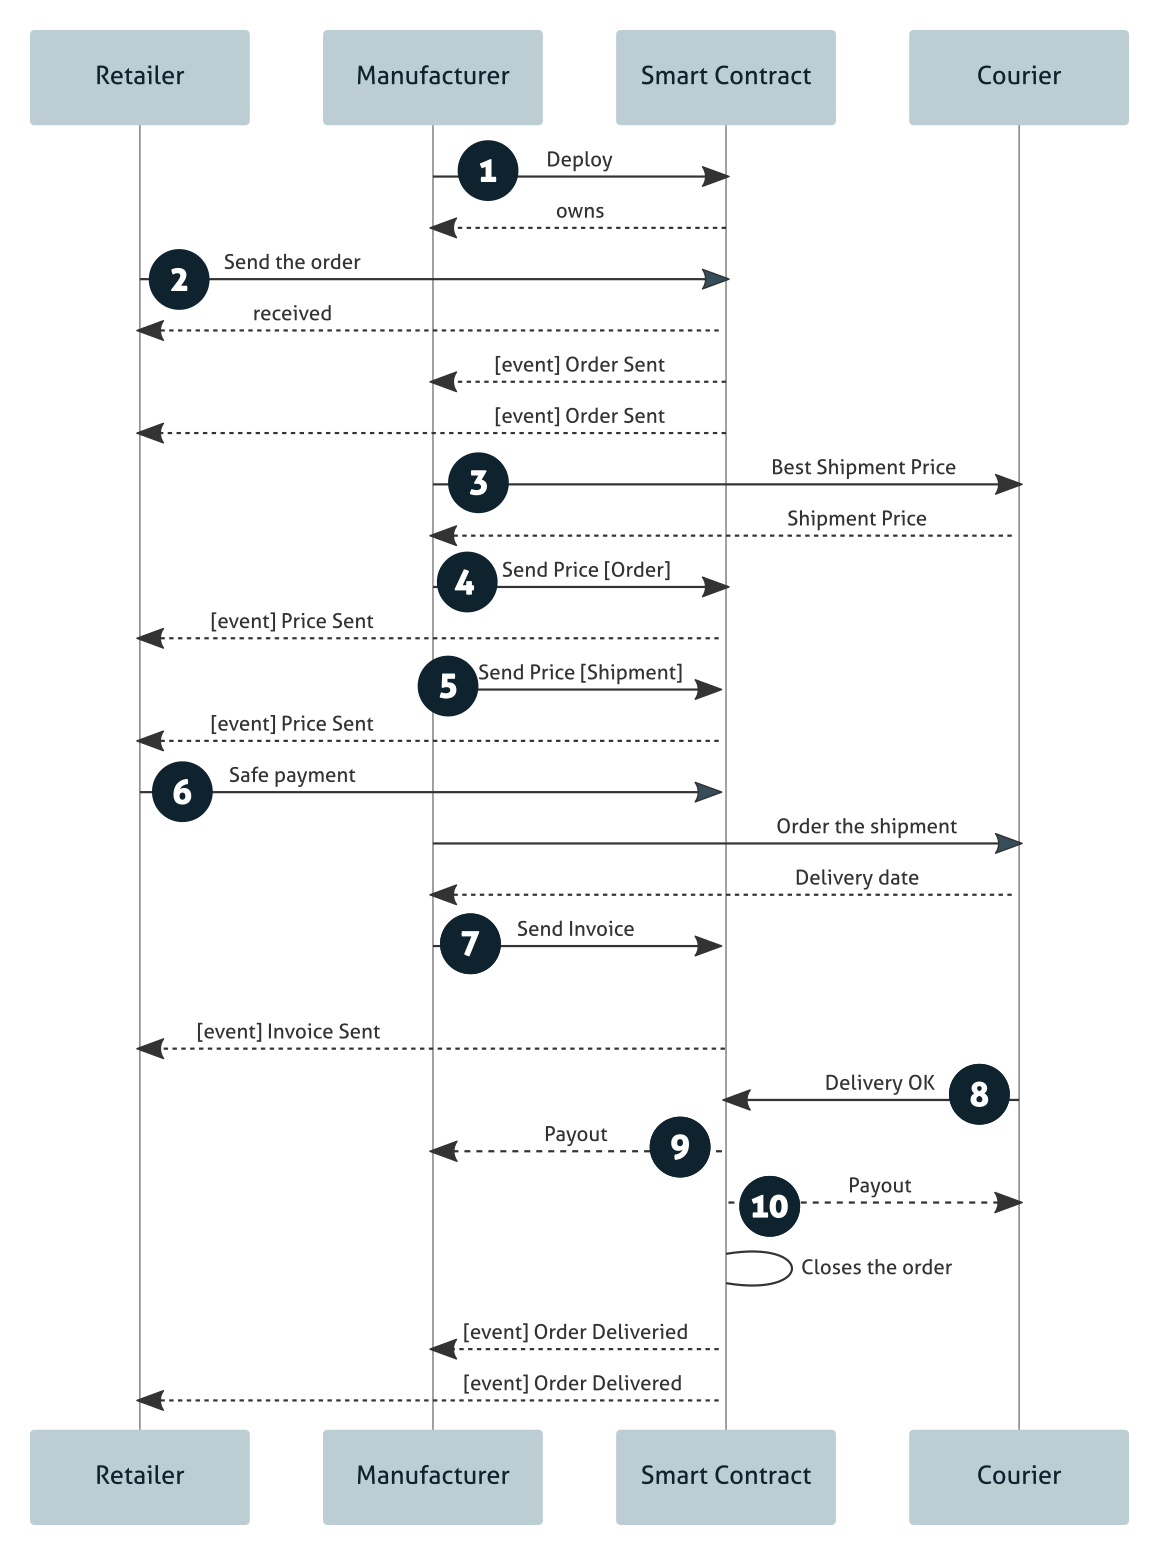 Retailer
Manufacturer
Smart Contract
Courier
1
Deploy
owns
2
Send the order
received
[event] Order Sent
[event] Order Sent
3
Best Shipment Price
Shipment Price
4
Send Price [Order]
[event] Price Sent
5
Send Price [Shipment]
[event] Price Sent
6
Safe payment
Order the shipment
Delivery date
7
Send Invoice
[event] Invoice Sent
Delivery OK
8
Payout
9
10
Payout
Closes the order
[event] Order Deliveried
[event] Order Delivered
Retailer
Manufacturer
Smart Contract
Courier